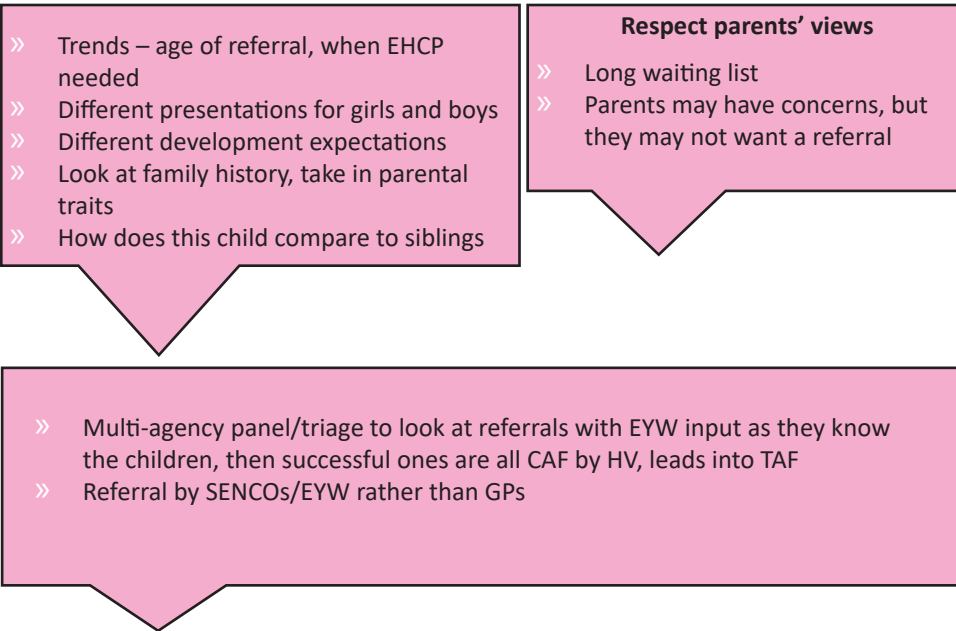 » Trends – age of referral, when EHCP
needed
» Different presentations for girls and boys
» Different development expectations
» Look at family history, take in parental
traits
» How does this child compare to siblings
Respect parents’ views
» Long waiting list
» Parents may have concerns, but
they may not want a referral
» Multi-agency panel/triage to look at referrals with EYW input as they know
the children, then successful ones are all CAF by HV, leads into TAF
» Referral by SENCOs/EYW rather than GPs